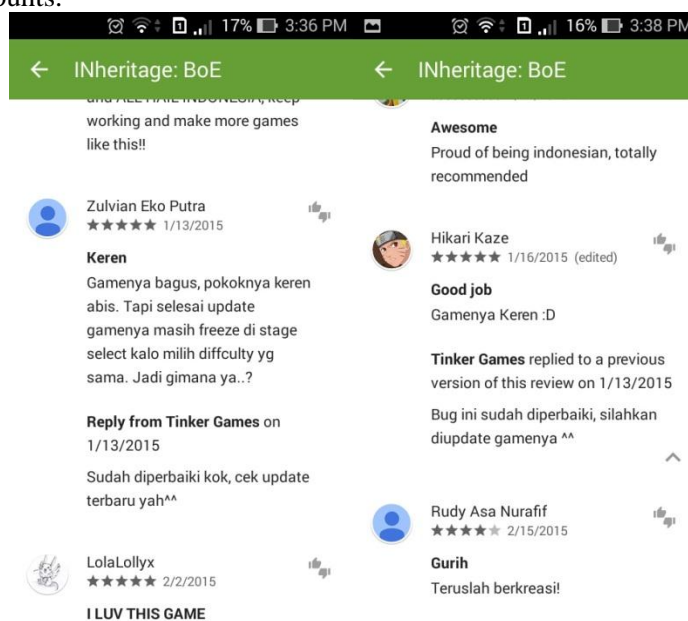 17% 3:36 PM
INheritage: BoE
working and make more games
like this!!
Zulvian Eko Putra
1/13/2015
Keren
Gamenya bagus, pokoknya keren
abis. Tapi selesai update
gamenya masih freeze di stage
select kalo milih diffculty yg
sama. Jadi gimana ya..?
Reply from Tinker Games on
1/13/2015
Sudah diperbaiki kok, cek update
terbaru yah^^
LolaLollyx
2/2/2015
I LUV THIS GAME
16% 3:38 PM
INheritage: BoE
Awesome
Proud of being indonesian, totally
recommended
Hikari Kaze
1/16/2015 (edited)
Good job
Gamenya Keren :D
Tinker Games replied to a previous
version of this review on 1/13/2015
Bug ini sudah diperbaiki, silahkan
diupdate gamenya ^^
Rudy Asa Nurafif
2/15/2015
Gurih
Teruslah berkreasi!